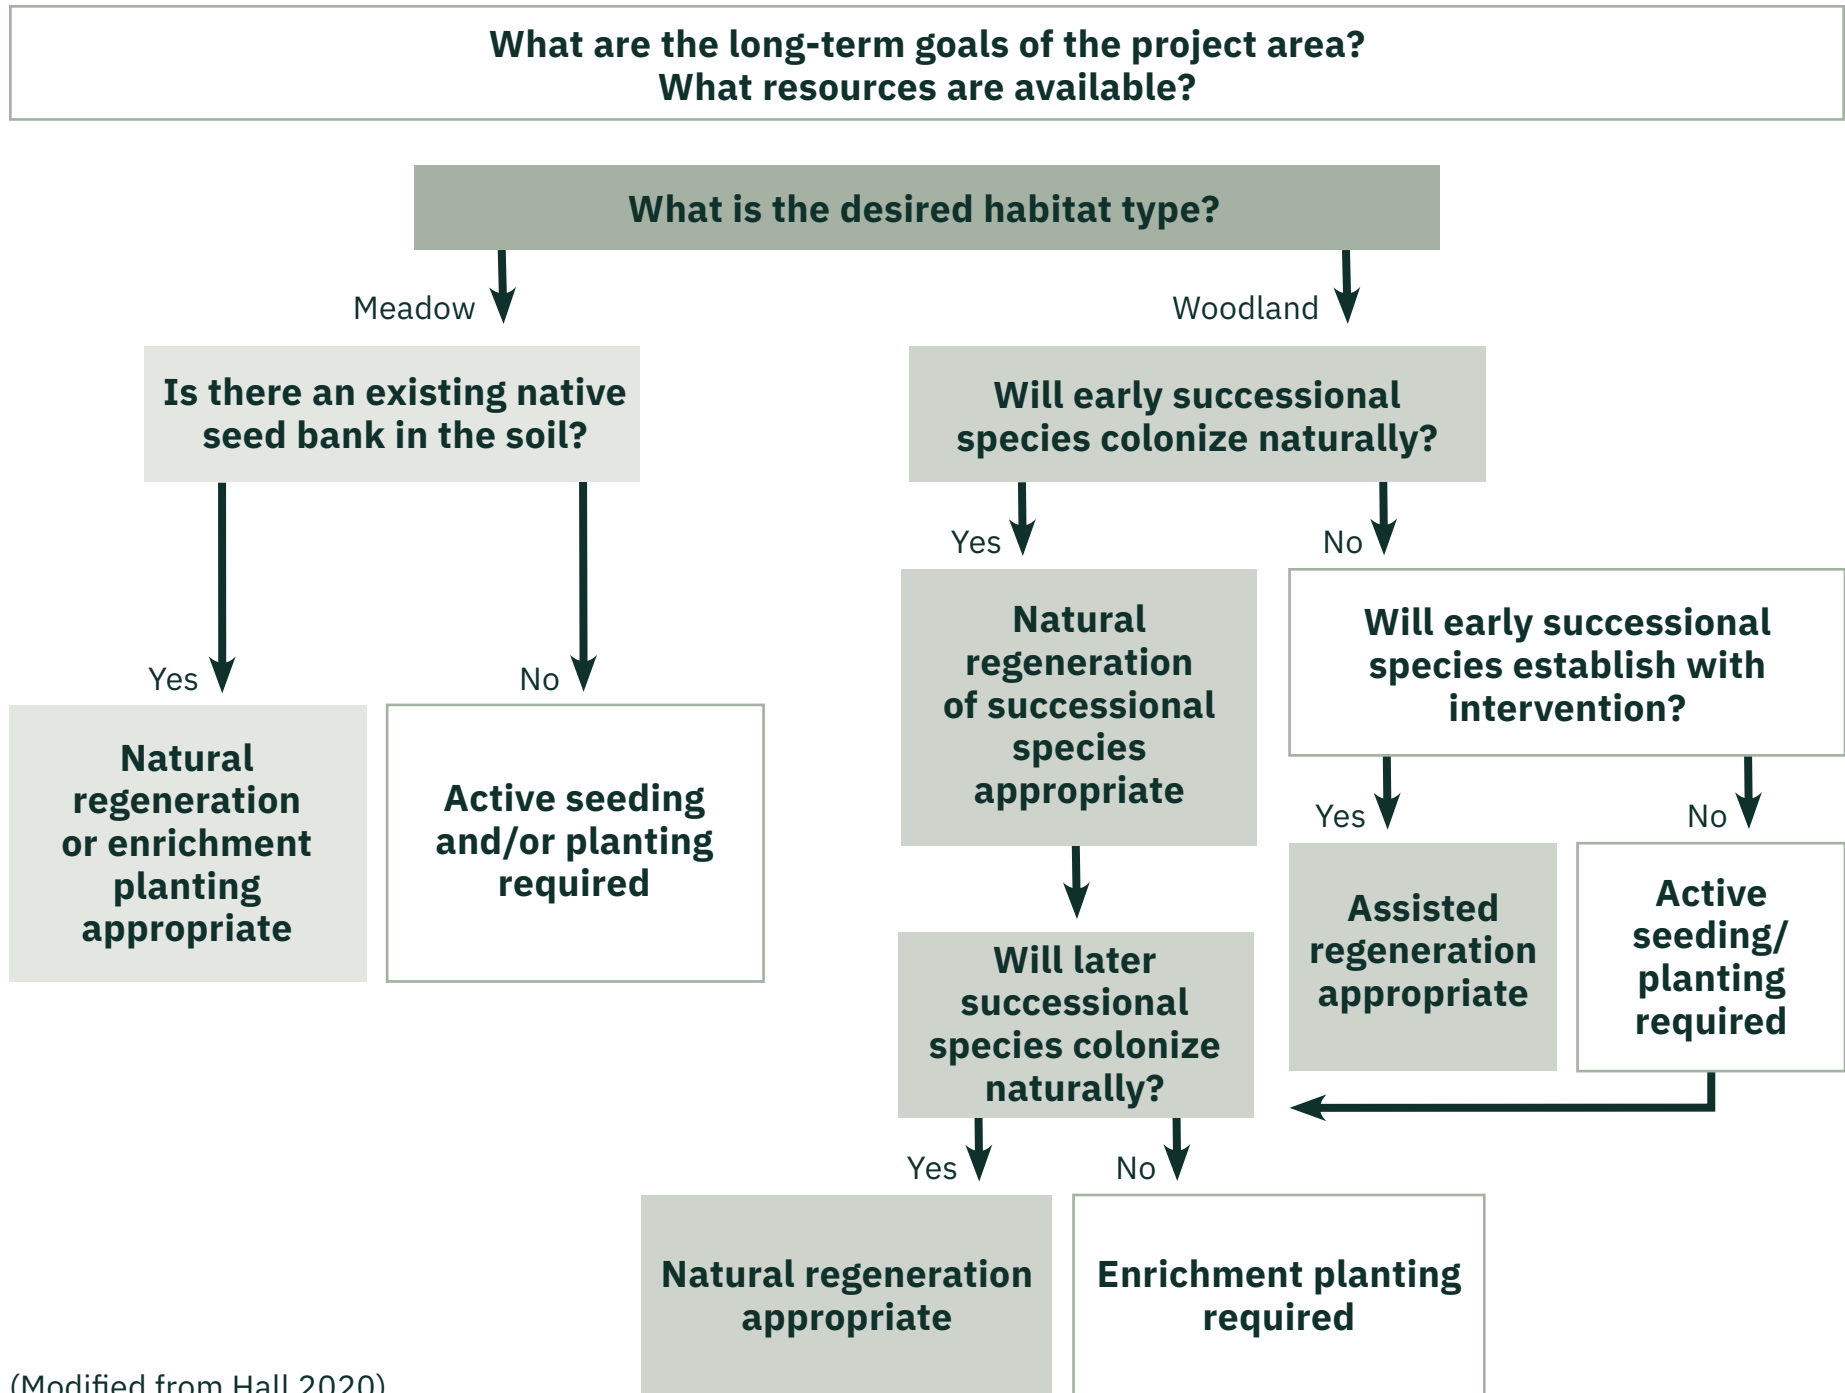 What are the long-term goals of the project area?
What resources are available?
What is the desired habitat type?
Meadow
Woodland
Is there an existing native
seed bank in the soil?
Will early successional
species colonize naturally?
Yes
No
Yes
No
Natural
regeneration
or enrichment
planting
appropriate
Active seeding
and/or planting
required
Natural
regeneration
of successional
species
appropriate
Will early successional
species establish with
intervention?
Yes
No
Assisted
regeneration
appropriate
Active
seeding/
planting
required
Will later
successional
species colonize
naturally?
Yes
No
Natural regeneration
appropriate
Enrichment planting
required
(Modified from Hall 2020)